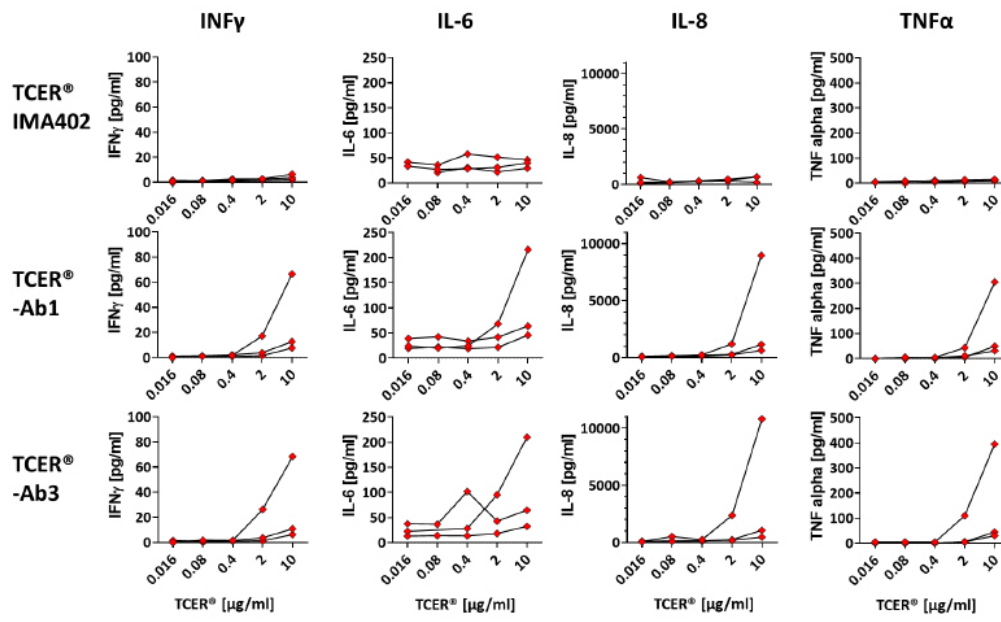 INFγ IL-6 IL-8 TNFα
TCER®
IMA402
IFNγ [pg/ml]
100
80
60
40
20
0
0.016 0.08 0.4 2 10
IL-6 [pg/ml]
250
200
150
100
50
0
0.016 0.08 0.4 2 10
IL-8 [pg/ml]
10000
5000
0
0.016 0.08 0.4 2 10
TNF alpha [pg/ml]
500
400
300
200
100
0
0.016 0.08 0.4 2 10
TCER®
-Ab1
IFNγ [pg/ml]
100
80
60
40
20
0
0.016 0.08 0.4 2 10
IL-6 [pg/ml]
250
200
150
100
50
0
0.016 0.08 0.4 2 10
IL-8 [pg/ml]
10000
5000
0
0.016 0.08 0.4 2 10
TNF alpha [pg/ml]
500
400
300
200
100
0
0.016 0.08 0.4 2 10
TCER®
-Ab3
IFNγ [pg/ml]
100
80
60
40
20
0
0.016 0.08 0.4 2 10
TCER® [µg/ml]
IL-6 [pg/ml]
250
200
150
100
50
0
0.016 0.08 0.4 2 10
TCER® [µg/ml]
IL-8 [pg/ml]
10000
5000
0
0.016 0.08 0.4 2 10
TCER® [µg/ml]
TNF alpha [pg/ml]
500
400
300
200
100
0
0.016 0.08 0.4 2 10
TCER® [µg/ml]